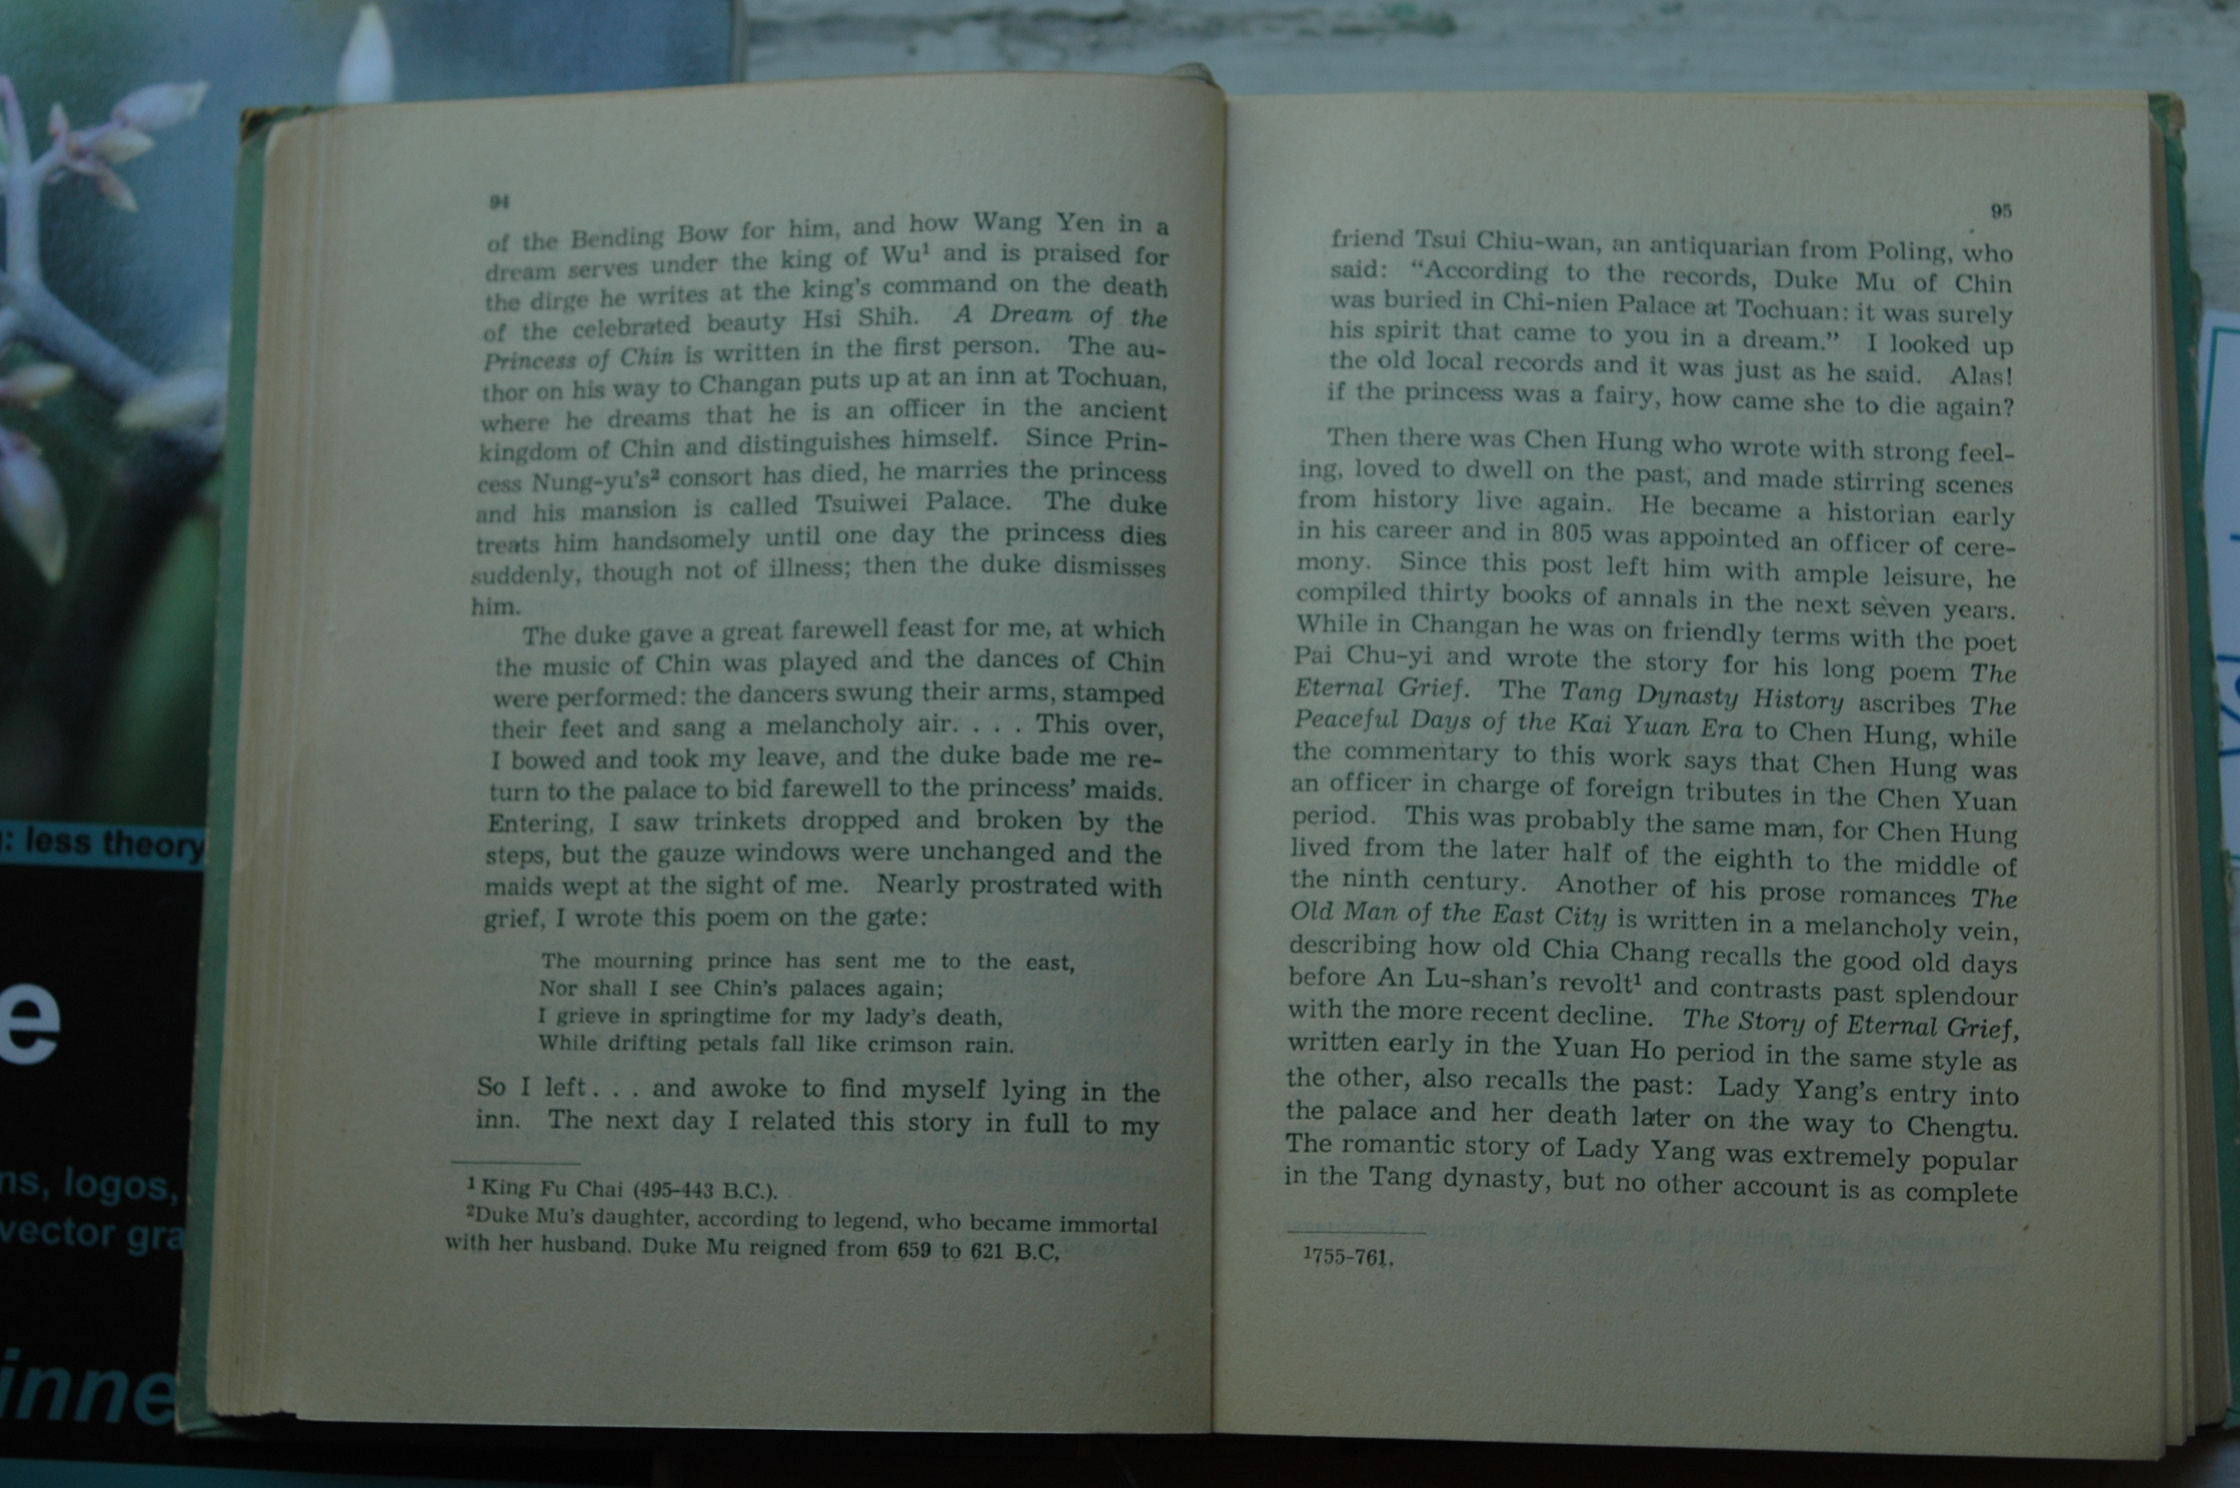 94
of the Bending Bow for him, and how Wang Yen in a
dream serves under the king of Wu¹ and is praised for
the dirge he writes at the king's command on the death
of the celebrated beauty Hsi Shih. A Dream of the
Princess of Chin is written in the first person. The au-
thor on his way to Changan puts up at an inn at Tochuan,
where he dreams that he is an officer in the ancient
kingdom of Chin and distinguishes himself. Since Prin-
cess Nung-yu's² consort has died, he marries the princess
and his mansion is called Tsuiwei Palace. The duke
treats him handsomely until one day the princess dies
suddenly, though not of illness; then the duke dismisses
him.
The duke gave a great farewell feast for me, at which
the music of Chin was played and the dances of Chin
were performed: the dancers swung their arms, stamped
their feet and sang a melancholy air. . . . This over,
I bowed and took my leave, and the duke bade me re-
turn to the palace to bid farewell to the princess' maids.
Entering, I saw trinkets dropped and broken by the
steps, but the gauze windows were unchanged and the
maids wept at the sight of me. Nearly prostrated with
grief, I wrote this poem on the gate:
The mourning prince has sent me to the east,
Nor shall I see Chin's palaces again;
I grieve in springtime for my lady's death,
While drifting petals fall like crimson rain.
So I left. . . and awoke to find myself lying in the
inn. The next day I related this story in full to my
¹ King Fu Chai (495-443 B.C.).
²Duke Mu's daughter, according to legend, who became immortal
with her husband. Duke Mu reigned from 659 to 621 B.C.
95
friend Tsui Chiu-wan, an antiquarian from Poling, who
said: "According to the records, Duke Mu of Chin
was buried in Chi-nien Palace at Tochuan: it was surely
his spirit that came to you in a dream." I looked up
the old local records and it was just as he said. Alas!
if the princess was a fairy, how came she to die again?
Then there was Chen Hung who wrote with strong feel-
ing, loved to dwell on the past, and made stirring scenes
from history live again. He became a historian early
in his career and in 805 was appointed an officer of cere-
mony. Since this post left him with ample leisure, he
compiled thirty books of annals in the next seven years.
While in Changan he was on friendly terms with the poet
Pai Chu-yi and wrote the story for his long poem The
Eternal Grief. The Tang Dynasty History ascribes The
Peaceful Days of the Kai Yuan Era to Chen Hung, while
the commentary to this work says that Chen Hung was
an officer in charge of foreign tributes in the Chen Yuan
period. This was probably the same man, for Chen Hung
lived from the later half of the eighth to the middle of
the ninth century. Another of his prose romances The
Old Man of the East City is written in a melancholy vein,
describing how old Chia Chang recalls the good old days
before An Lu-shan's revolt¹ and contrasts past splendour
with the more recent decline. The Story of Eternal Grief,
written early in the Yuan Ho period in the same style as
the other, also recalls the past: Lady Yang's entry into
the palace and her death later on the way to Chengtu.
The romantic story of Lady Yang was extremely popular
in the Tang dynasty, but no other account is as complete
¹755-761.
: less theory
e
ns, logos,
vector gra
inne